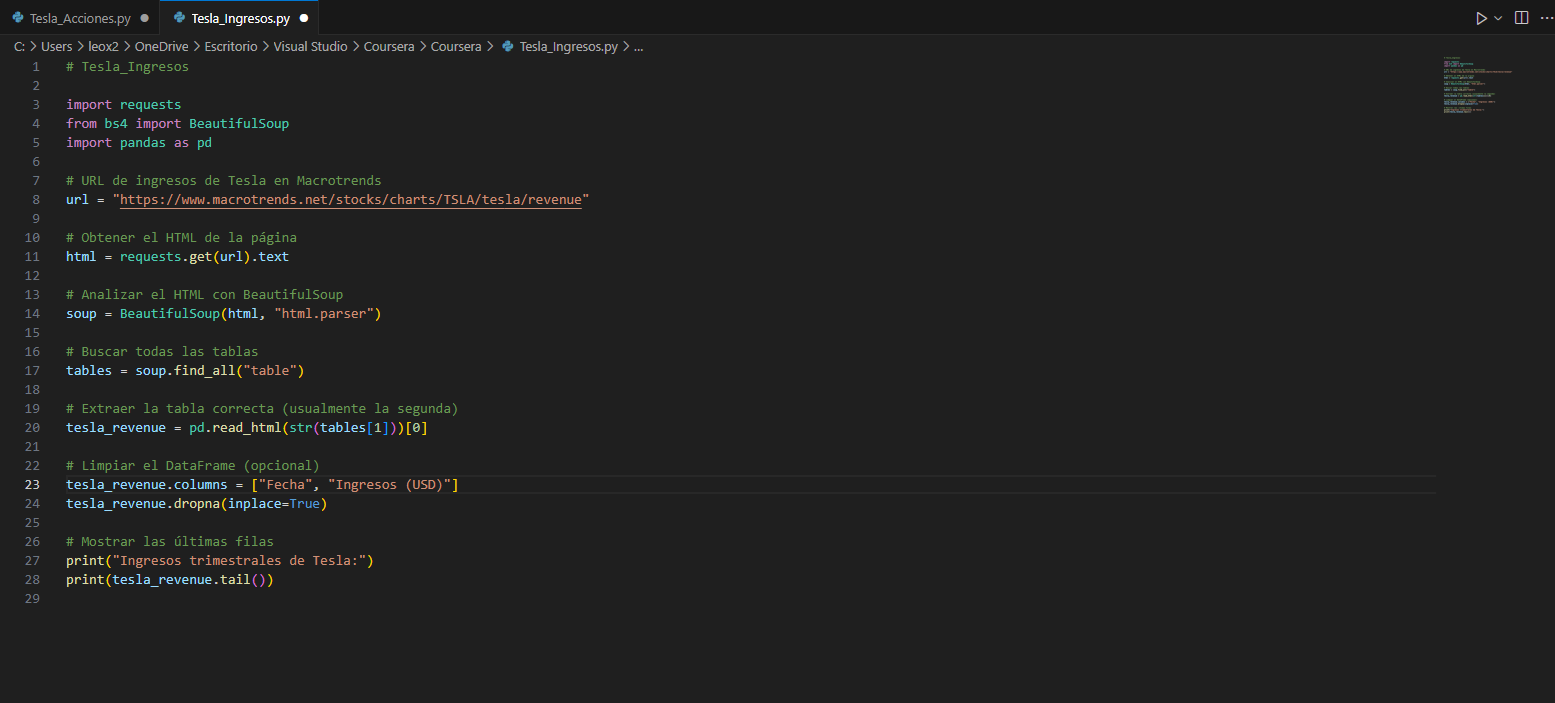 Tesla_Acciones.py
Tesla_Ingresos.py
C: > Users > leox2 > OneDrive > Escritorio > Visual Studio > Coursera > Coursera > Tesla_Ingresos.py > ...
1 # Tesla_Ingresos
2
3 import requests
4 from bs4 import BeautifulSoup
5 import pandas as pd
6
7 # URL de ingresos de Tesla en Macrotrends
8 url = "https://www.macrotrends.net/stocks/charts/TSLA/tesla/revenue"
9
10 # Obtener el HTML de la página
11 html = requests.get(url).text
12
13 # Analizar el HTML con BeautifulSoup
14 soup = BeautifulSoup(html, "html.parser")
15
16 # Buscar todas las tablas
17 tables = soup.find_all("table")
18
19 # Extraer la tabla correcta (usualmente la segunda)
20 tesla_revenue = pd.read_html(str(tables[1]))[0]
21
22 # Limpiar el DataFrame (opcional)
23 tesla_revenue.columns = ["Fecha", "Ingresos (USD)"]
24 tesla_revenue.dropna(inplace=True)
25
26 # Mostrar las últimas filas
27 print("Ingresos trimestrales de Tesla:")
28 print(tesla_revenue.tail())
29